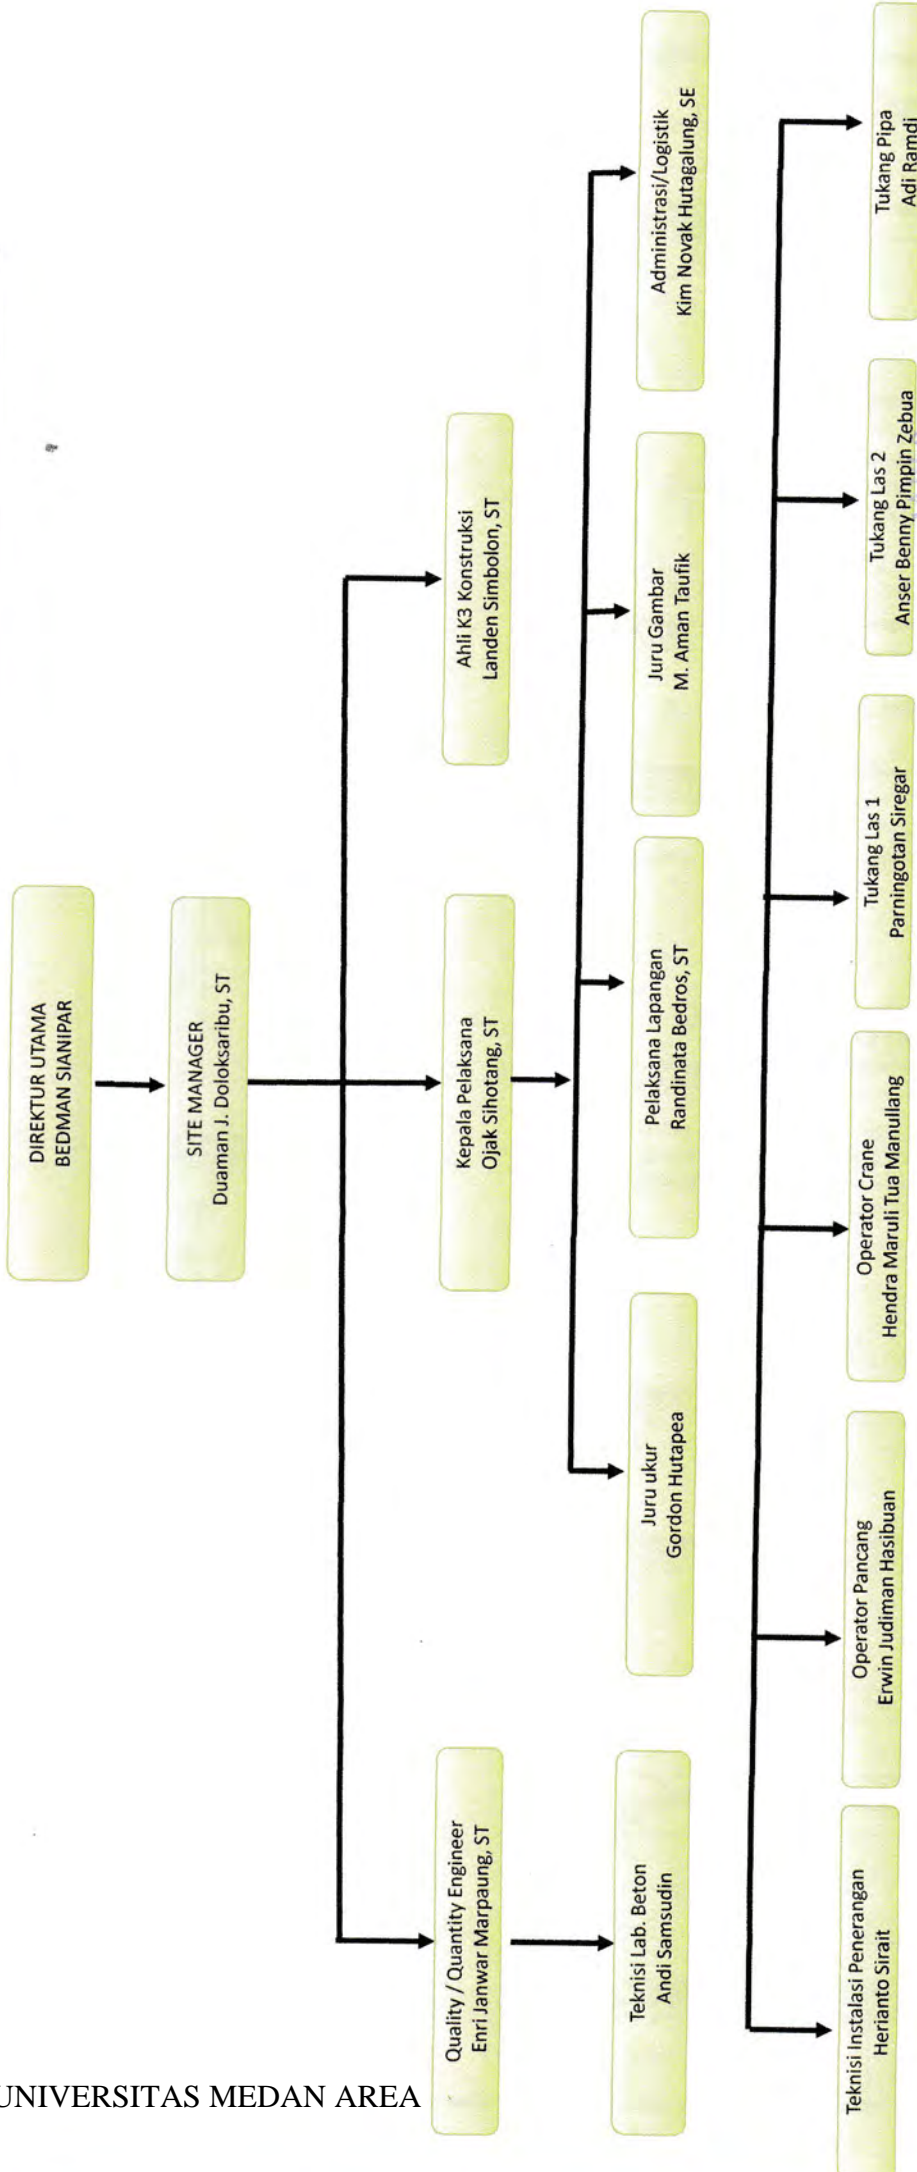 DIREKTUR UTAMA
BEDMAN SIANIPAR
SITE MANAGER
Duaman J. Doloksaribu, ST
Quality / Quantity Engineer
Enri Janwar Marpaung, ST
Kepala Pelaksana
Ojak Sihotang, ST
Ahli K3 Konstruksi
Landen Simbolon, ST
Teknisi Lab. Beton
Andi Samsudin
Juru ukur
Gordon Hutapea
Pelaksana Lapangan
Randinata Bedros, ST
Juru Gambar
M. Aman Taufik
Administrasi/Logistik
Kim Novak Hutagalung, SE
Teknisi Instalasi Penerangan
Herianto Sirait
Operator Pancang
Erwin Judiman Hasibuan
Operator Crane
Hendra Maruli Tua Manullang
Tukang Las 1
Parningotan Siregar
Tukang Las 2
Anser Benny Pimpin Zebua
Tukang Pipa
Adi Ramdi
UNIVERSITAS MEDAN AREA